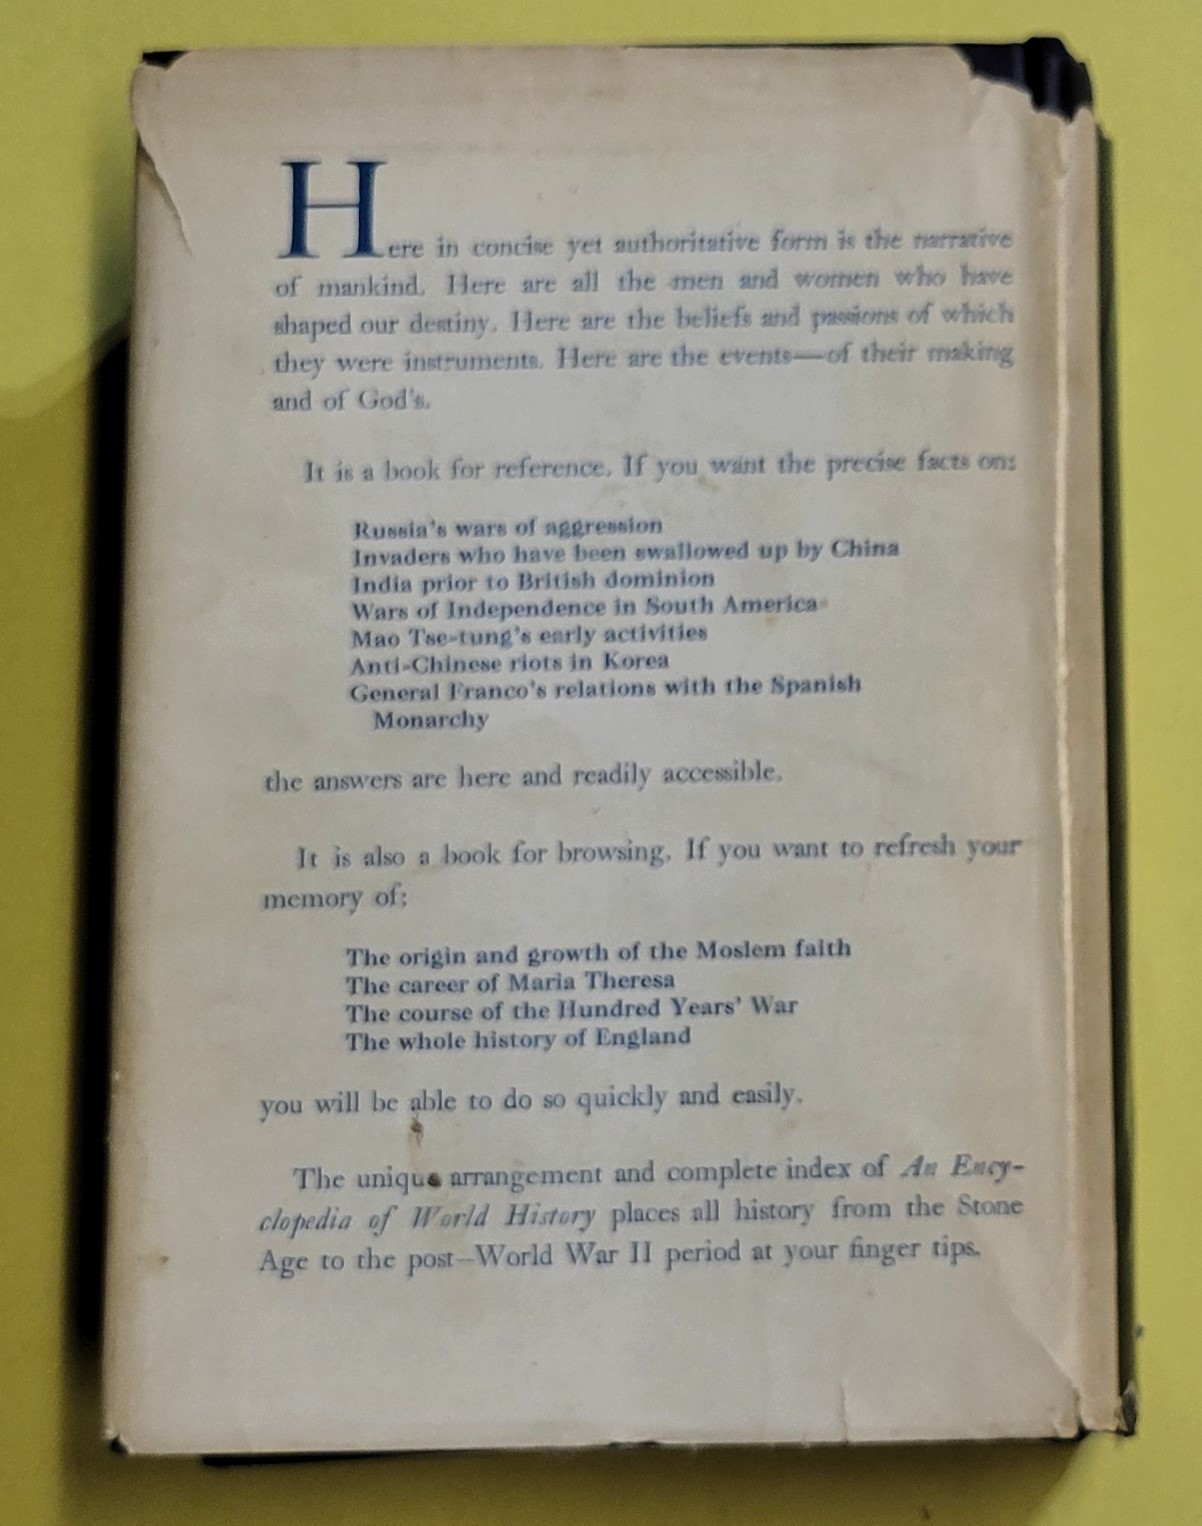 Here in concise yet authoritative form is the narrative
of mankind. Here are all the men and women who have
shaped our destiny. Here are the beliefs and passions of which
they were instruments. Here are the events—of their making
and of God's.
It is a book for reference. If you want the precise facts on:
Russia's wars of aggression
Invaders who have been swallowed up by China
India prior to British dominion
Wars of Independence in South America
Mao Tse-tung's early activities
Anti-Chinese riots in Korea
General Franco's relations with the Spanish
Monarchy
the answers are here and readily accessible.
It is also a book for browsing. If you want to refresh your
memory of:
The origin and growth of the Moslem faith
The career of Maria Theresa
The course of the Hundred Years' War
The whole history of England
you will be able to do so quickly and easily.
The unique arrangement and complete index of An Ency-
clopedia of World History places all history from the Stone
Age to the post–World War II period at your finger tips.